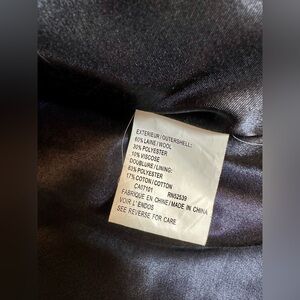 EXTERIEUR/OUTERSHELL:
60% LAINE/WOOL
30% POLYESTER
10% VISCOSE
DOUBLURE/LINING:
83% POLYESTER
17% COTON/COTTON
CA07101 RN52539
FABRIQUE EN CHINE/MADE IN CHINA
VOIR L'ENDOS
SEE REVERSE FOR CARE